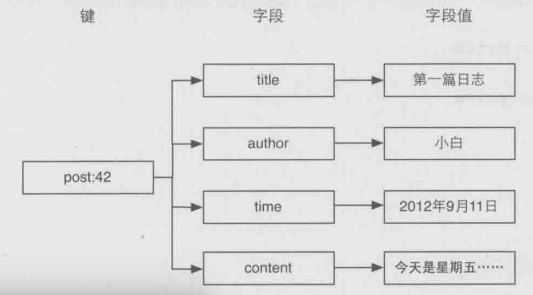 键 字段 字段值
title 第一篇日志
author 小白
post:42
time 2012年9月11日
content 今天是星期五……